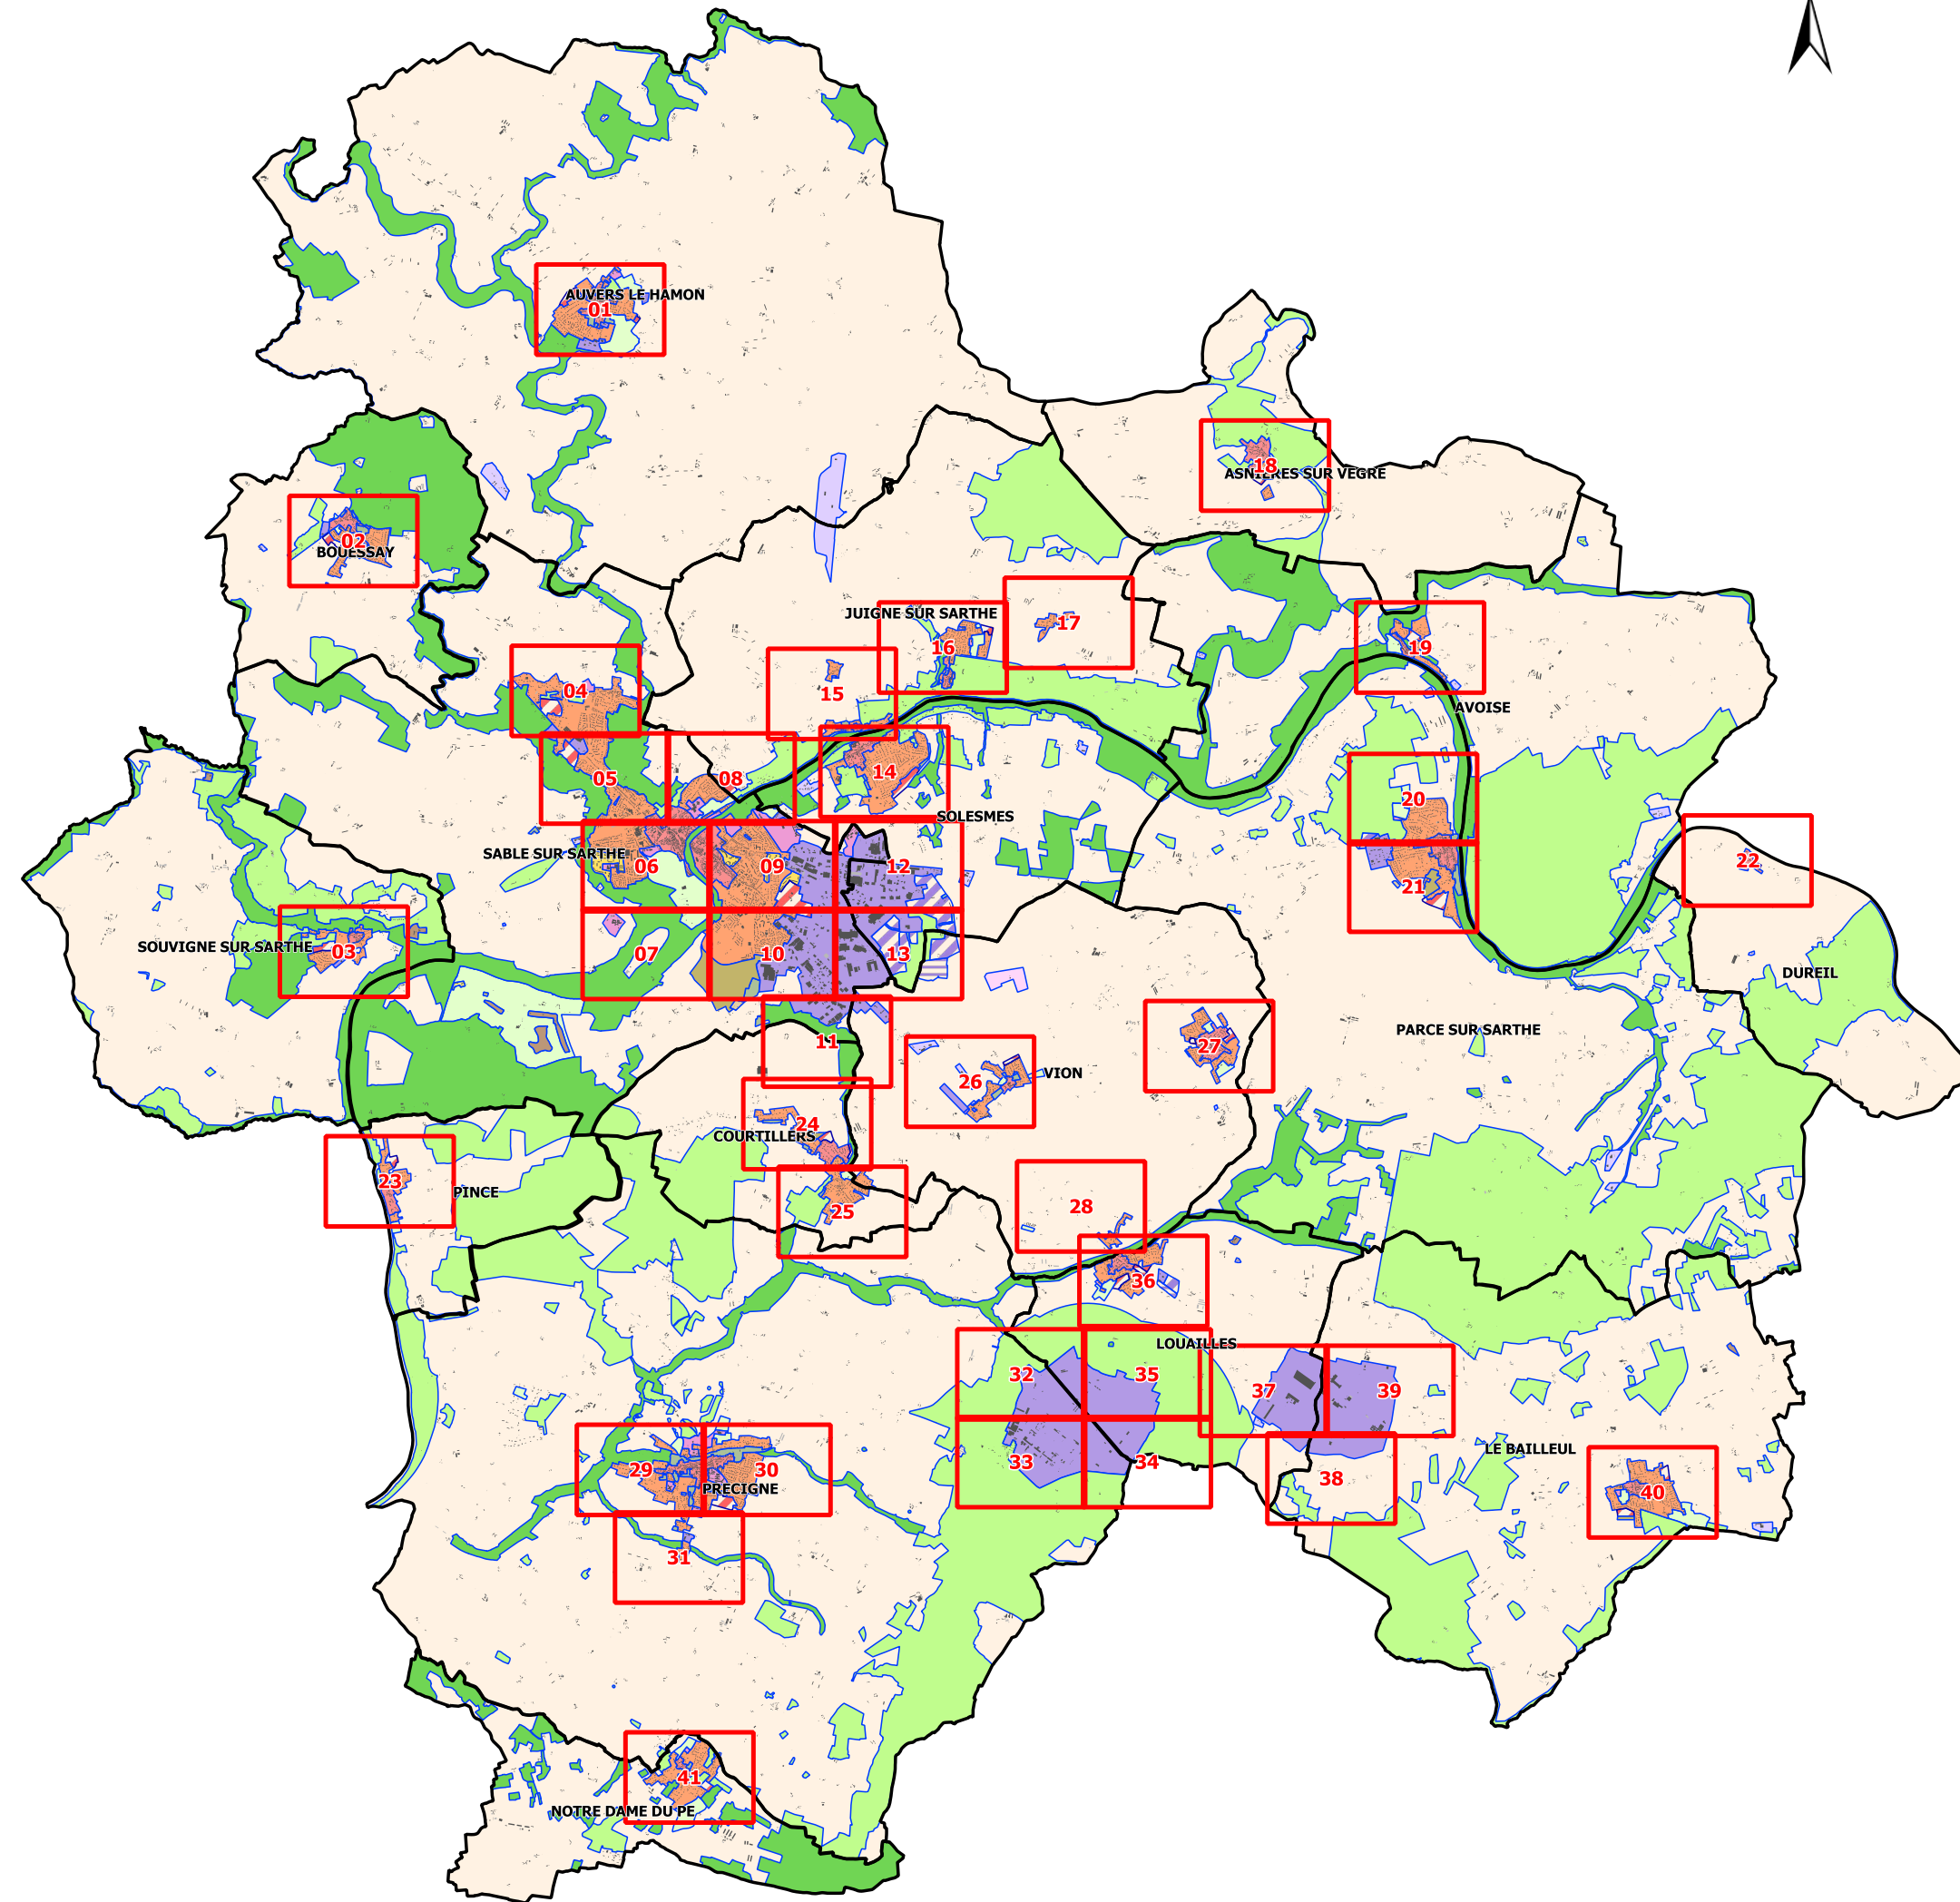 AUVERS LE HAMON
01
18
ASNIERES SUR VEGRE
02
BOUESSAY
JUIGNE SUR SARTHE
17
16
19
04
15
AVOISE
14
05
08
20
SOLESMES
SABLE SUR SARTHE
06
09
12
22
21
SOUVIGNE SUR SARTHE
03
07
10
13
DUREIL
PARCE SUR SARTHE
11
27
26
VION
24
COURTILLERS
23
PINCE
25
28
36
LOUAILLES
32
35
37
39
LE BAILLEUL
33
34
38
40
29
30
PRECIGNE
31
41
NOTRE DAME DU PE